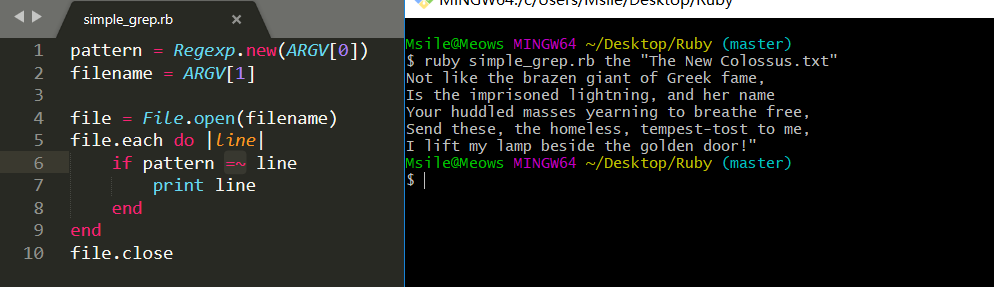 simple_grep.rb
1 pattern = Regexp.new(ARGV[0])
2 filename = ARGV[1]
3
4 file = File.open(filename)
5 file.each do |line|
6 if pattern =~ line
7 print line
8 end
9 end
10 file.close
MINGW64:/c/Users/Msile/Desktop/Ruby
Msile@Meows MINGW64 ~/Desktop/Ruby (master)
$ ruby simple_grep.rb the "The New Colossus.txt"
Not like the brazen giant of Greek fame,
Is the imprisoned lightning, and her name
Your huddled masses yearning to breathe free,
Send these, the homeless, tempest-tost to me,
I lift my lamp beside the golden door!"
Msile@Meows MINGW64 ~/Desktop/Ruby (master)
$